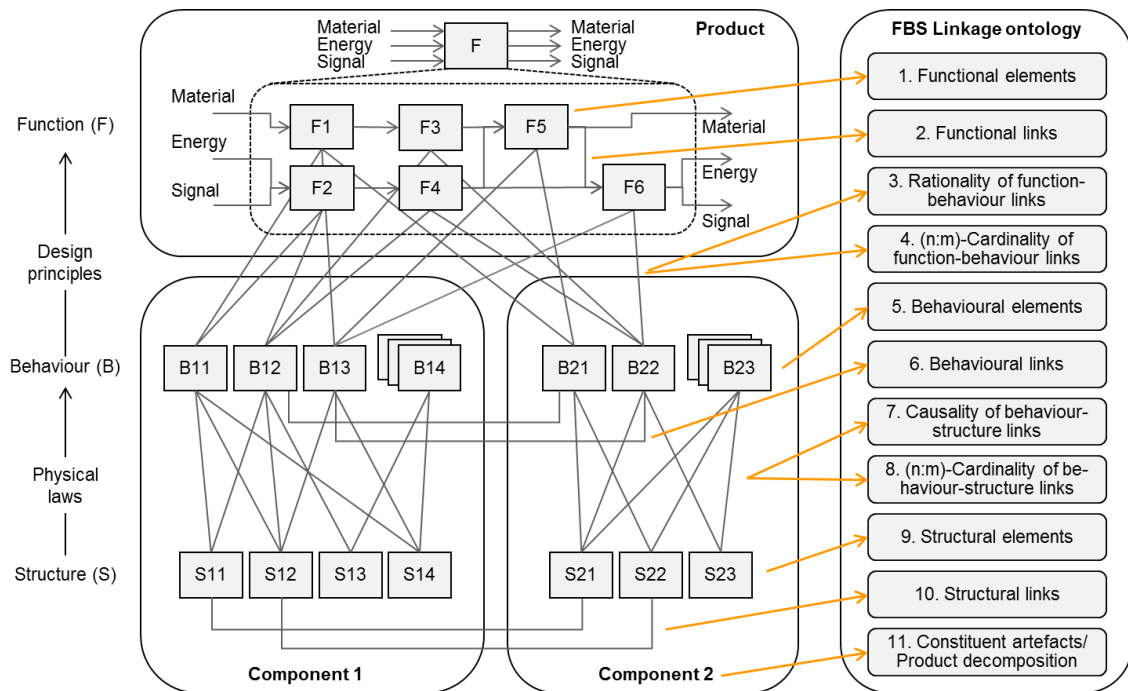 Material
Energy
Signal
F
Material
Energy
Signal
Product
Material
Energy
Signal
F1
F3
F5
F2
F4
F6
Material
Energy
Signal
Function (F)
Design
principles
Behaviour (B)
Physical
laws
Structure (S)
B11
B12
B13
B14
S11
S12
S13
S14
Component 1
B21
B22
B23
S21
S22
S23
Component 2
FBS Linkage ontology
1. Functional elements
2. Functional links
3. Rationality of function-
behaviour links
4. (n:m)-Cardinality of
function-behaviour links
5. Behavioural elements
6. Behavioural links
7. Causality of behaviour-
structure links
8. (n:m)-Cardinality of be-
haviour-structure links
9. Structural elements
10. Structural links
11. Constituent artefacts/
Product decomposition